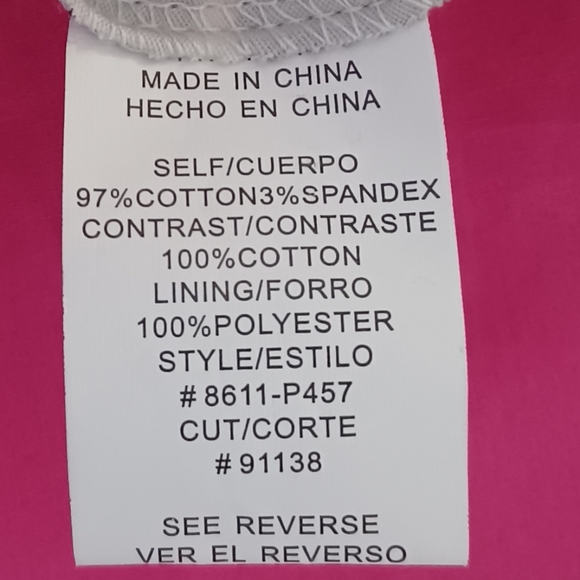 MADE IN CHINA
HECHO EN CHINA
SELF/CUERPO
97%COTTON3%SPANDEX
CONTRAST/CONTRASTE
100%COTTON
LINING/FORRO
100%POLYESTER
STYLE/ESTILO
# 8611-P457
CUT/CORTE
# 91138
SEE REVERSE
VER EL REVERSO